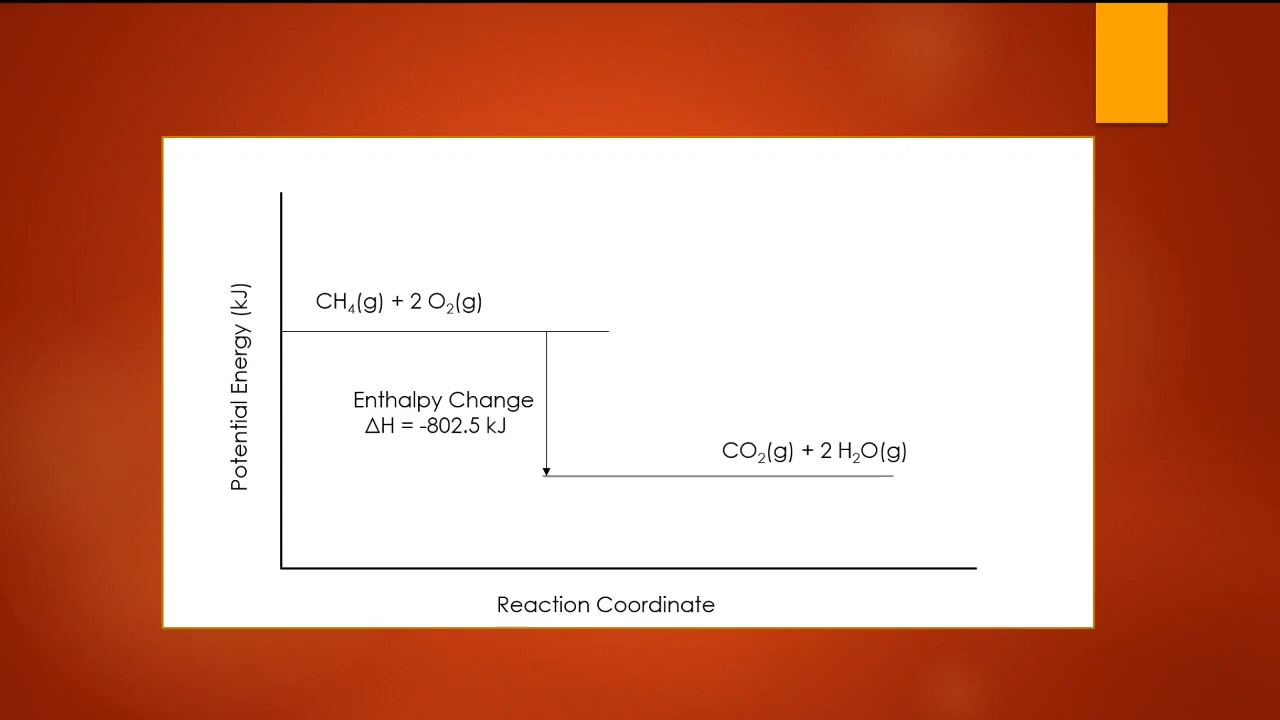 CH₄(g) + 2 O₂(g)
Potential Energy (kJ)
Enthalpy Change
ΔH = -802.5 kJ
CO₂(g) + 2 H₂O(g)
Reaction Coordinate